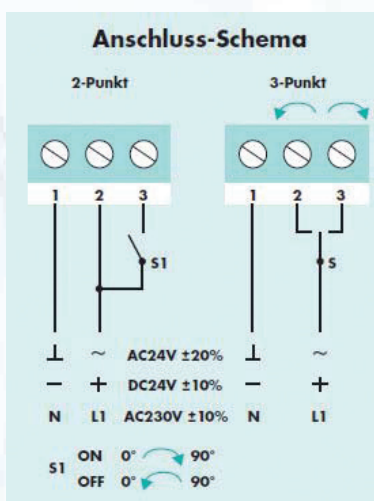 Anschluss-Schema
2-Punkt 3-Punkt
1 2 3 1 2 3
S1 S
⊥ ~ AC24V ±20% ⊥ ~
− + DC24V ±10% − +
N L1 AC230V ±10% N L1
S1
ON 0° 90°
OFF 0° 90°